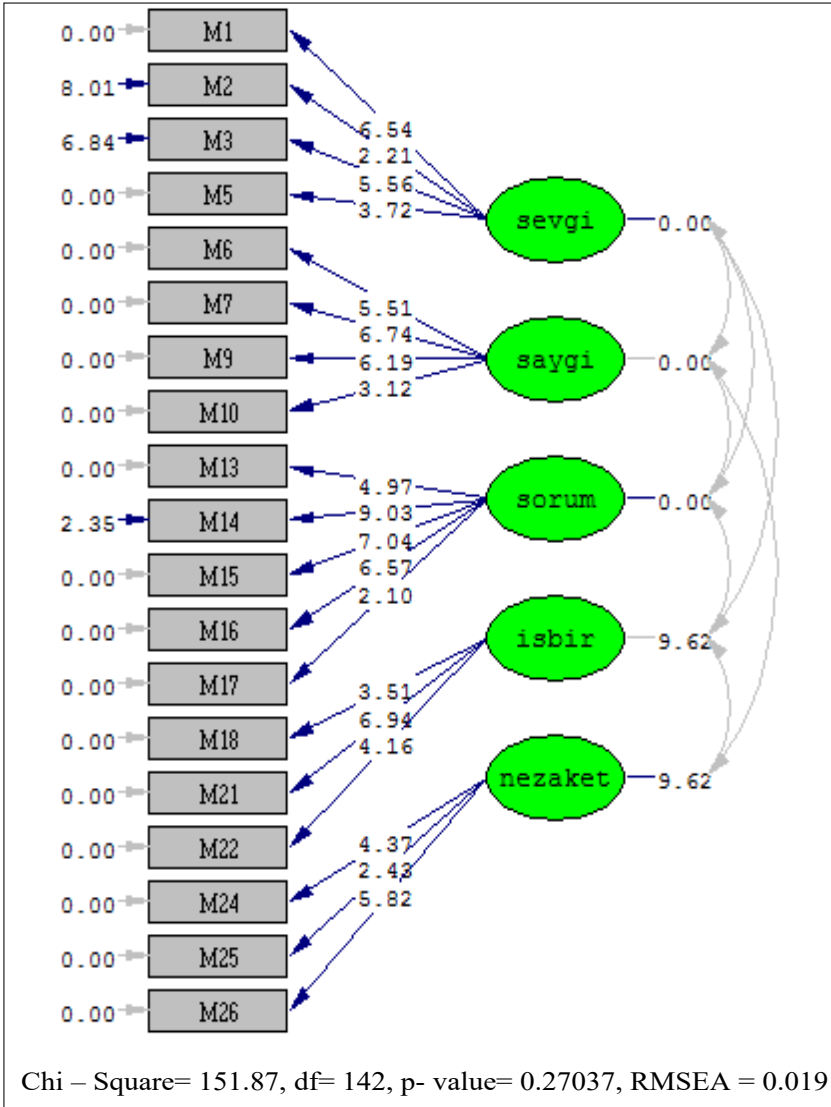 0.00 M1
8.01 M2
6.84 M3
0.00 M5
0.00 M6
0.00 M7
0.00 M9
0.00 M10
0.00 M13
2.35 M14
0.00 M15
0.00 M16
0.00 M17
0.00 M18
0.00 M21
0.00 M22
0.00 M24
0.00 M25
0.00 M26
6.54
2.21
5.56
3.72
5.51
6.74
6.19
3.12
4.97
9.03
7.04
6.57
2.10
3.51
6.94
4.16
4.37
2.43
5.82
sevgi 0.00
saygi 0.00
sorum 0.00
isbir 9.62
nezaket 9.62
Chi – Square= 151.87, df= 142, p- value= 0.27037, RMSEA = 0.019